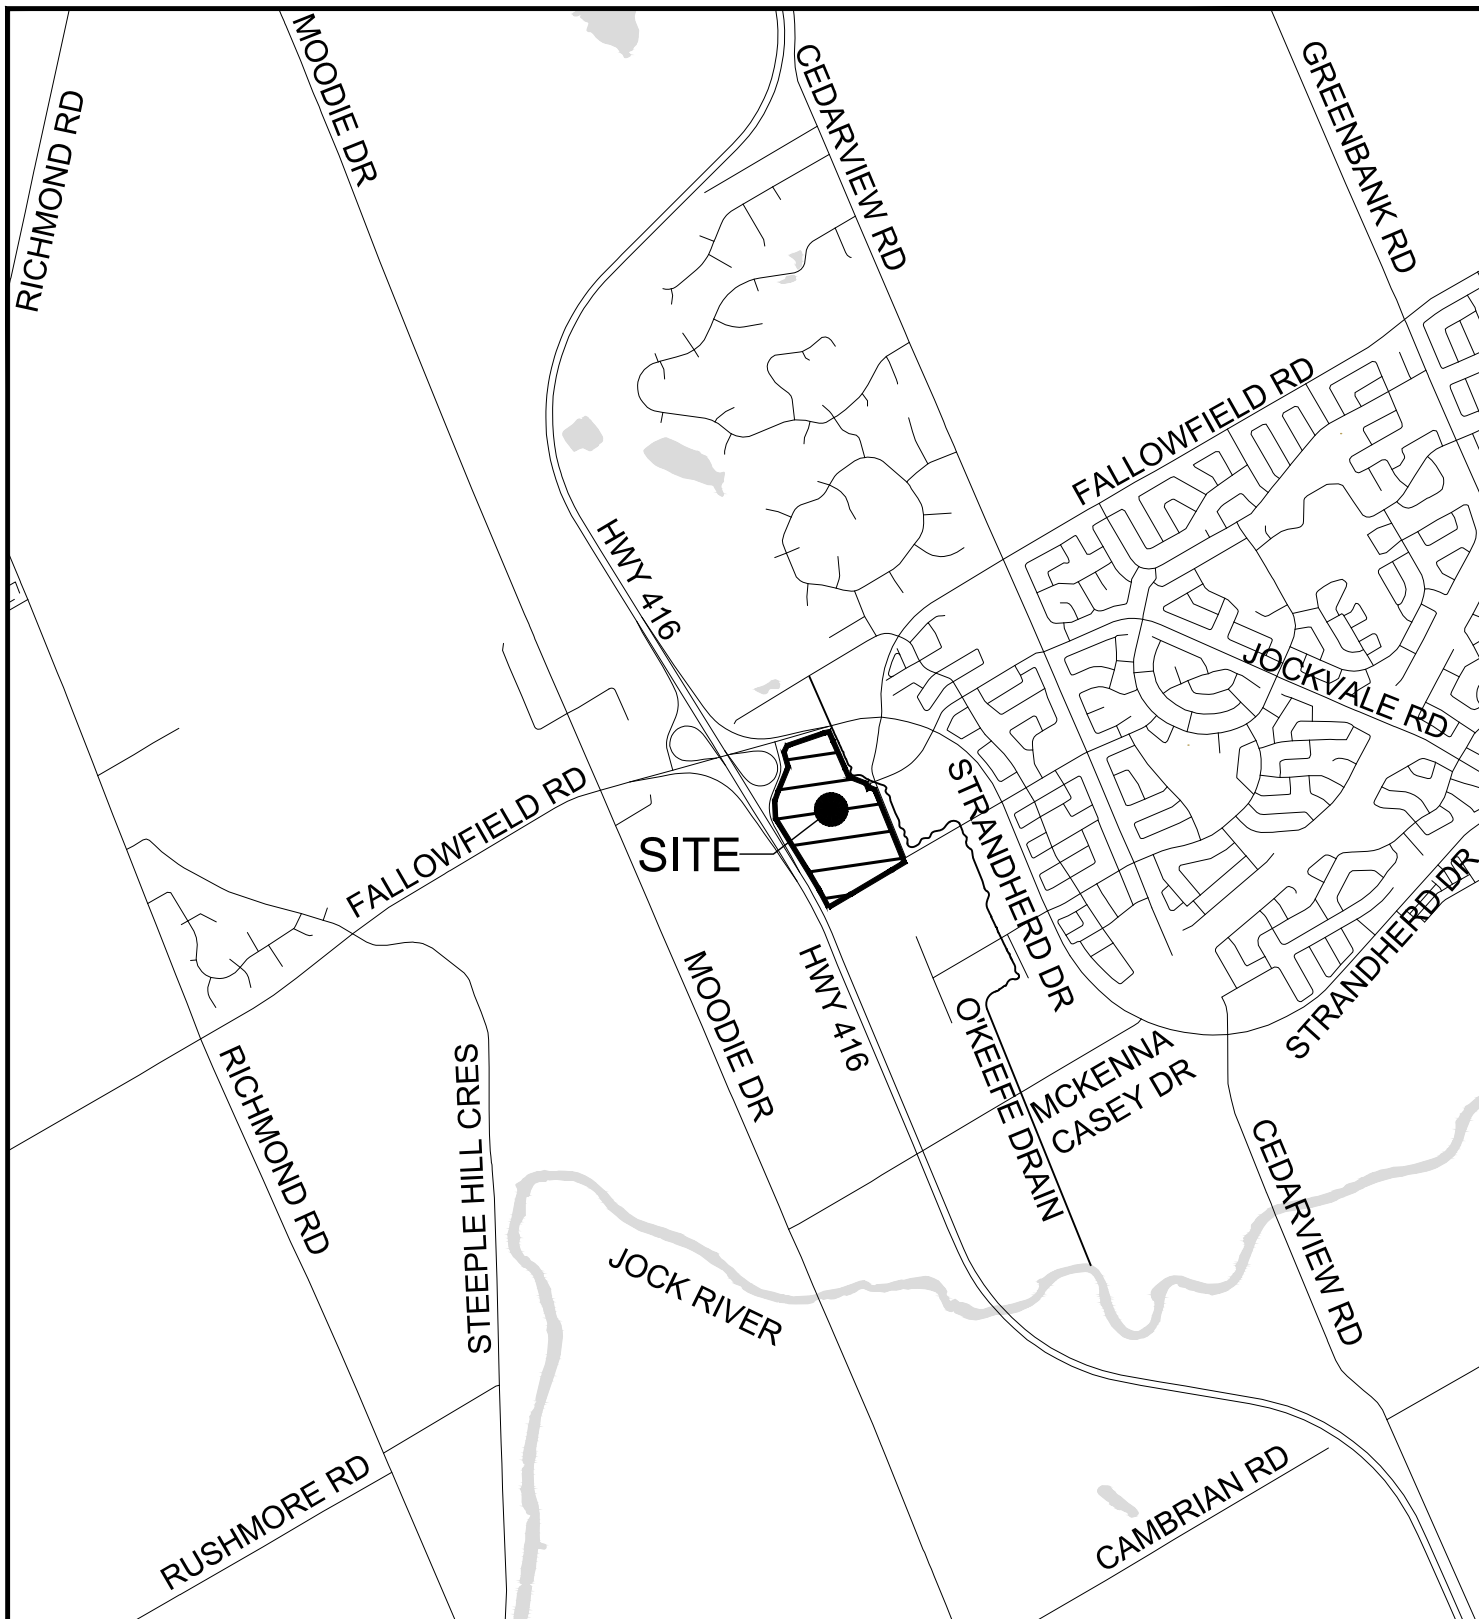 MOODIE DR
RICHMOND RD
CEDARVIEW RD
GREENBANK RD
FALLOWFIELD RD
HWY 416
JOCKVALE RD
STRANDHERD DR
FALLOWFIELD RD
SITE
STRANDHERD DR
MOODIE DR
HWY 416
O'KEEFE DRAIN
MCKENNA
CASEY DR
RICHMOND RD
STEEPLE HILL CRES
CEDARVIEW RD
JOCK RIVER
RUSHMORE RD
CAMBRIAN RD